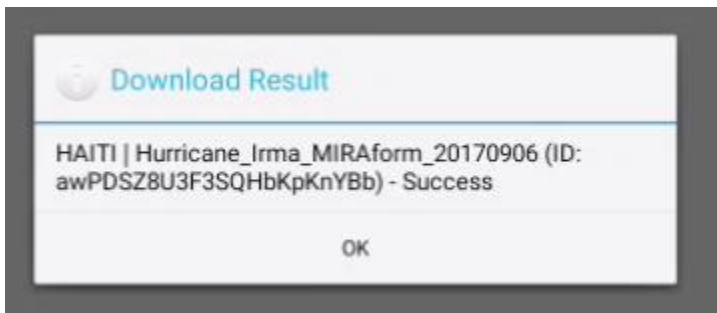 Download Result
HAITI | Hurricane_Irma_MIRAform_20170906 (ID:
awPDSZ8U3F3SQHbKpKnYBb) - Success
OK